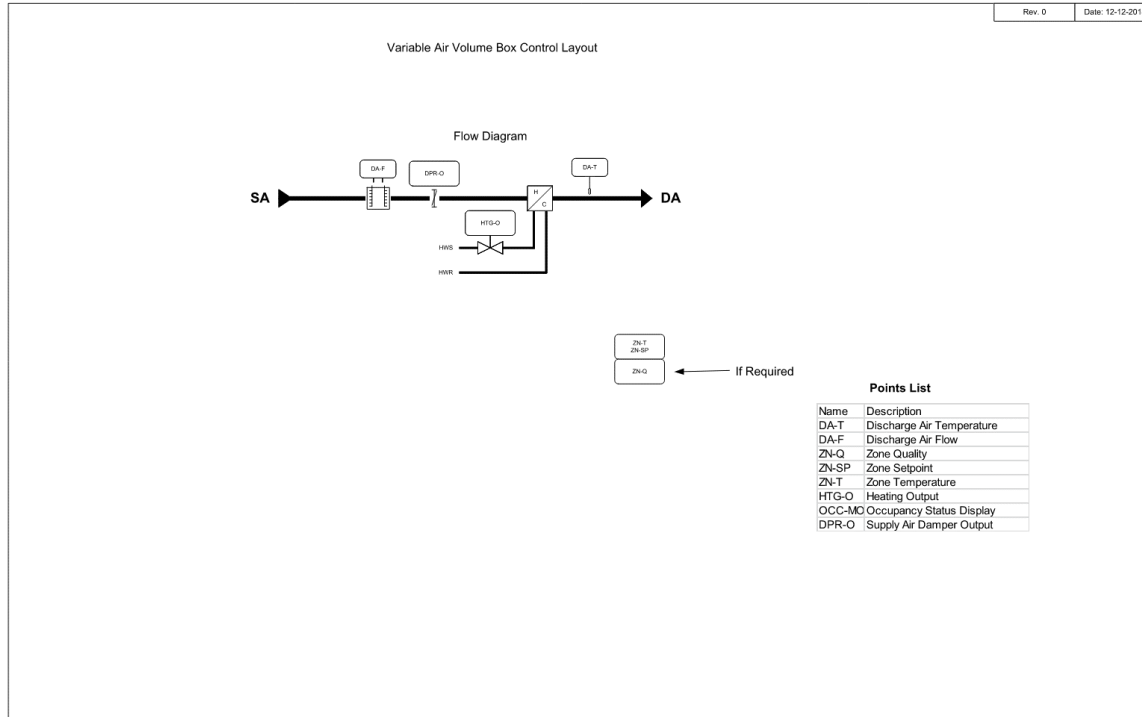 Rev. 0
Date: 12-12-201
Variable Air Volume Box Control Layout
Flow Diagram
DA-F
DPR-O
DA-T
SA
H
C
DA
HTG-O
HWS
HWR
ZN-T
ZN-SP
ZN-Q
If Required
Points List
Name Description
DA-T Discharge Air Temperature
DA-F Discharge Air Flow
ZN-Q Zone Quality
ZN-SP Zone Setpoint
ZN-T Zone Temperature
HTG-O Heating Output
OCC-MO Occupancy Status Display
DPR-O Supply Air Damper Output